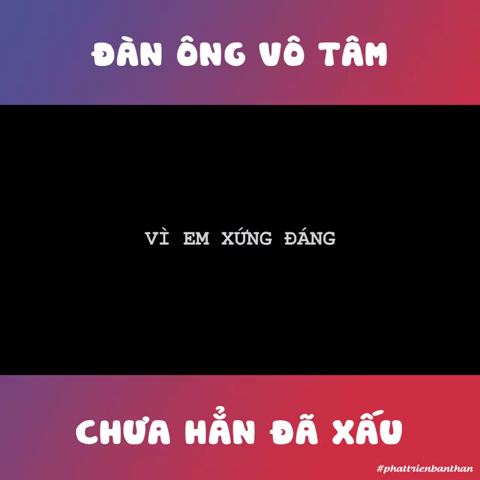 ĐÀN ÔNG VÔ TÂM
VÌ EM XỨNG ĐÁNG
CHƯA HẲN ĐÃ XẤU
#phattrienbanthan